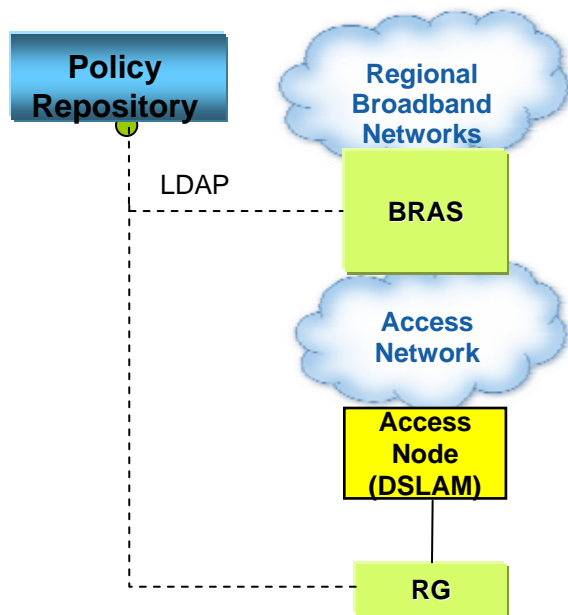 Policy
Repository
Regional
Broadband
Networks
LDAP
BRAS
Access
Network
Access
Node
(DSLAM)
RG